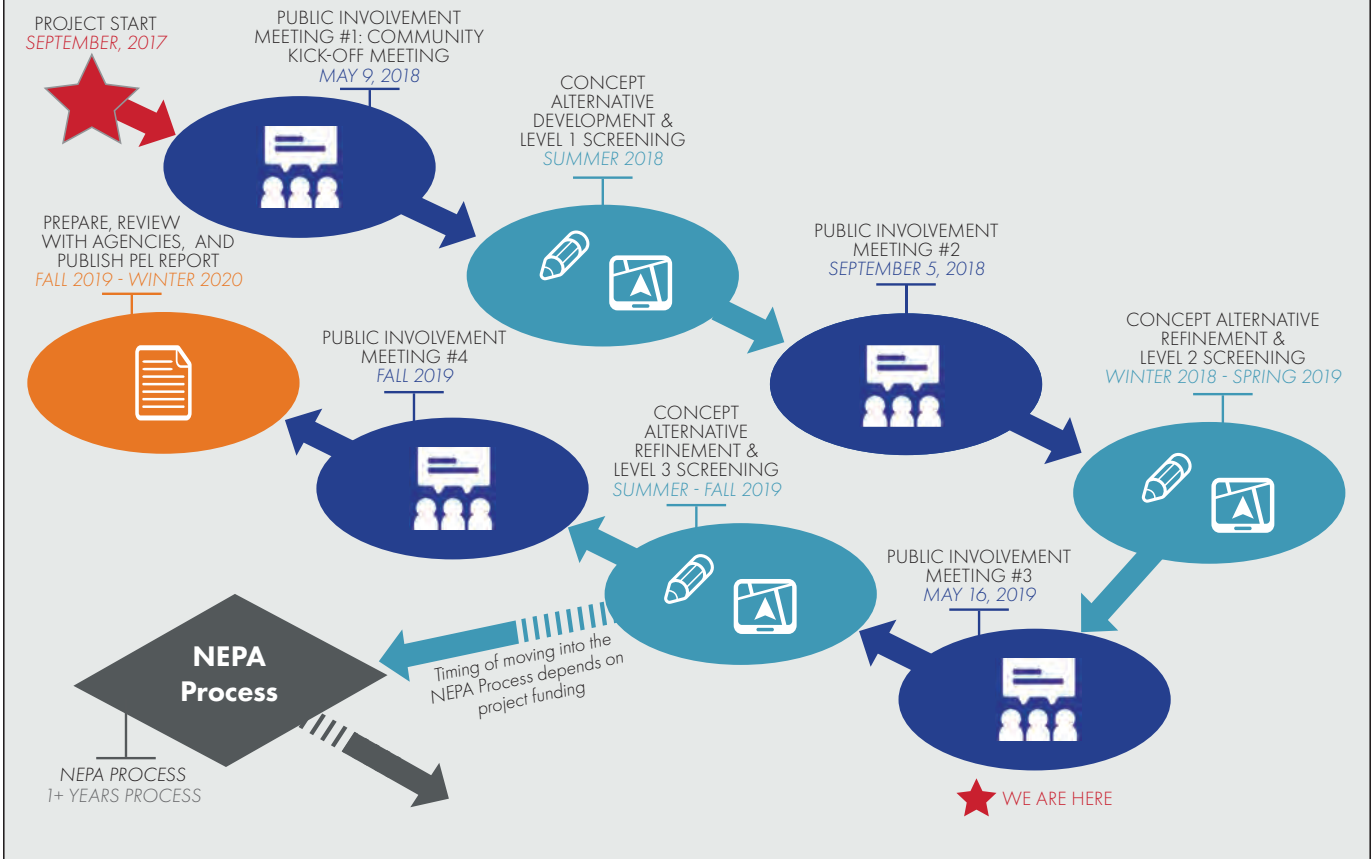 PROJECT START
SEPTEMBER, 2017
PUBLIC INVOLVEMENT
MEETING #1: COMMUNITY
KICK-OFF MEETING
MAY 9, 2018
CONCEPT
ALTERNATIVE
DEVELOPMENT &
LEVEL 1 SCREENING
SUMMER 2018
PUBLIC INVOLVEMENT
MEETING #2
SEPTEMBER 5, 2018
CONCEPT ALTERNATIVE
REFINEMENT &
LEVEL 2 SCREENING
WINTER 2018 - SPRING 2019
PUBLIC INVOLVEMENT
MEETING #3
MAY 16, 2019
WE ARE HERE
CONCEPT
ALTERNATIVE
REFINEMENT &
LEVEL 3 SCREENING
SUMMER - FALL 2019
PUBLIC INVOLVEMENT
MEETING #4
FALL 2019
PREPARE, REVIEW
WITH AGENCIES, AND
PUBLISH PEL REPORT
FALL 2019 - WINTER 2020
Timing of moving into the
NEPA Process depends on
project funding
NEPA
Process
NEPA PROCESS
1+ YEARS PROCESS